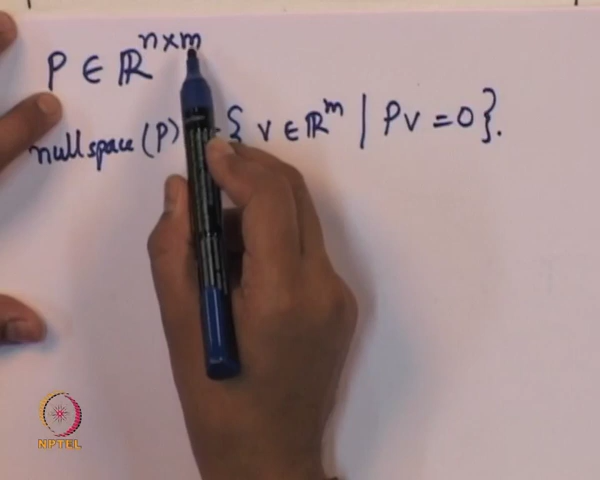 P ∈ ℝ^{n×m}
nullspace (P) = { v ∈ ℝ^m | Pv = 0}.
NPTEL